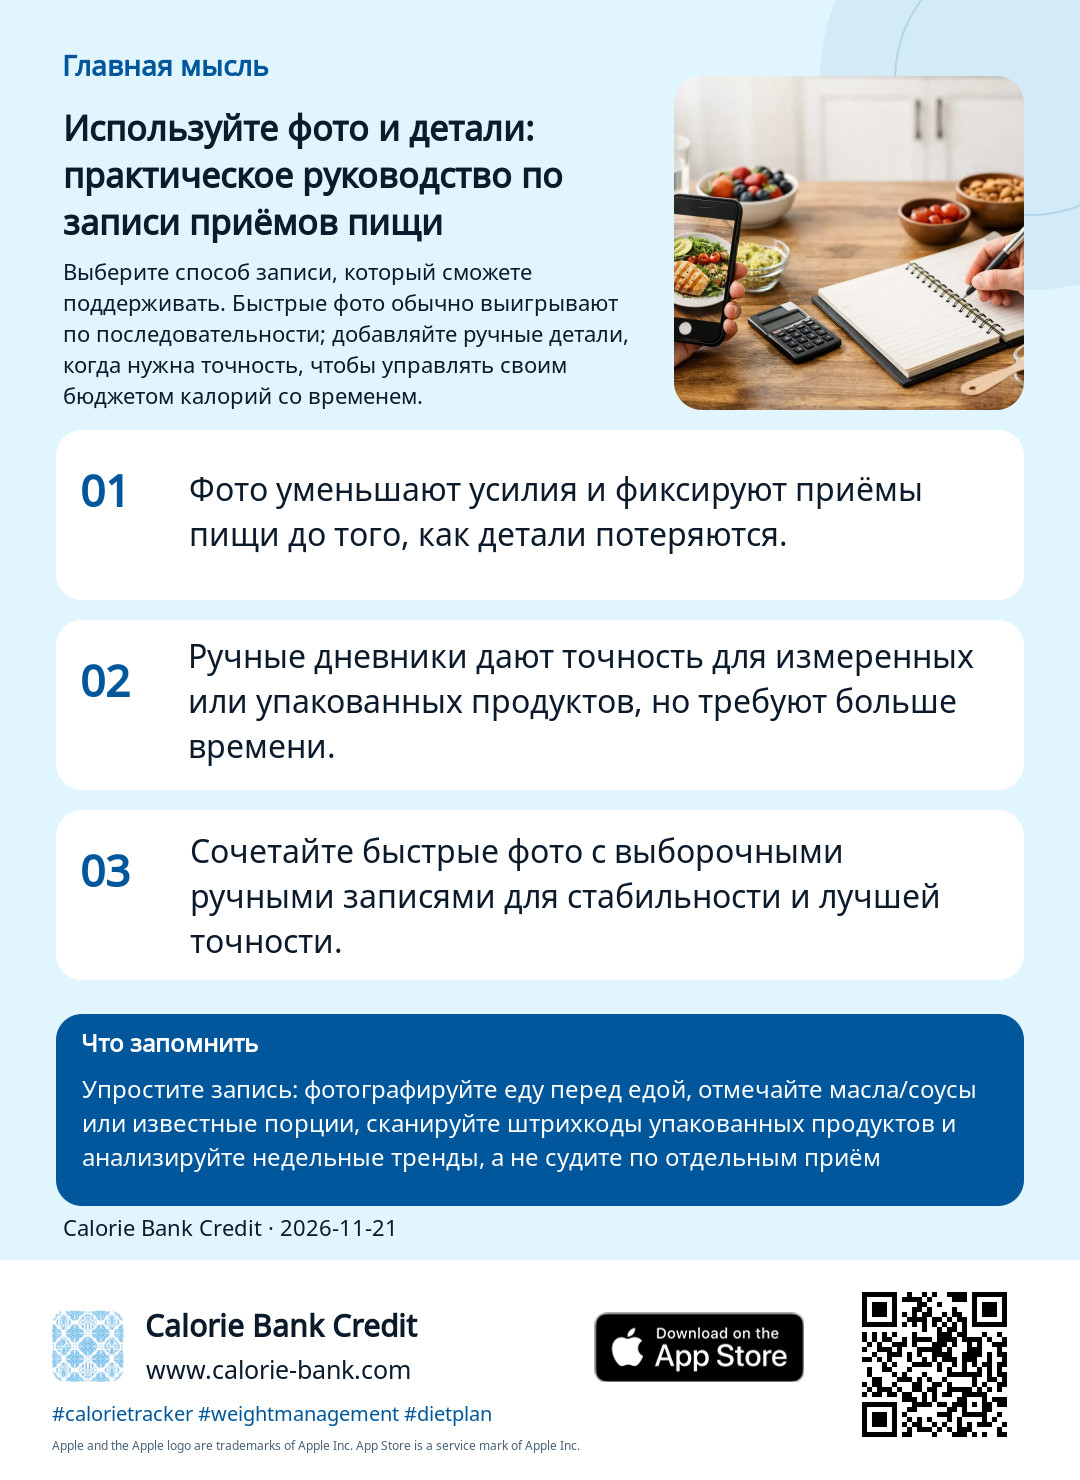 Главная мысль
Используйте фото и детали:
практическое руководство по
записи приёмов пищи
Выберите способ записи, который сможете
поддерживать. Быстрые фото обычно выигрывают
по последовательности; добавляйте ручные детали,
когда нужна точность, чтобы управлять своим
бюджетом калорий со временем.
01
Фото уменьшают усилия и фиксируют приёмы
пищи до того, как детали потеряются.
02
Ручные дневники дают точность для измеренных
или упакованных продуктов, но требуют больше
времени.
03
Сочетайте быстрые фото с выборочными
ручными записями для стабильности и лучшей
точности.
Что запомнить
Упростите запись: фотографируйте еду перед едой, отмечайте масла/соусы
или известные порции, сканируйте штрихкоды упакованных продуктов и
анализируйте недельные тренды, а не судите по отдельным приём
Calorie Bank Credit · 2026-11-21
Calorie Bank Credit
www.calorie-bank.com
Download on the
App Store
#calorietracker #weightmanagement #dietplan
Apple and the Apple logo are trademarks of Apple Inc. App Store is a service mark of Apple Inc.